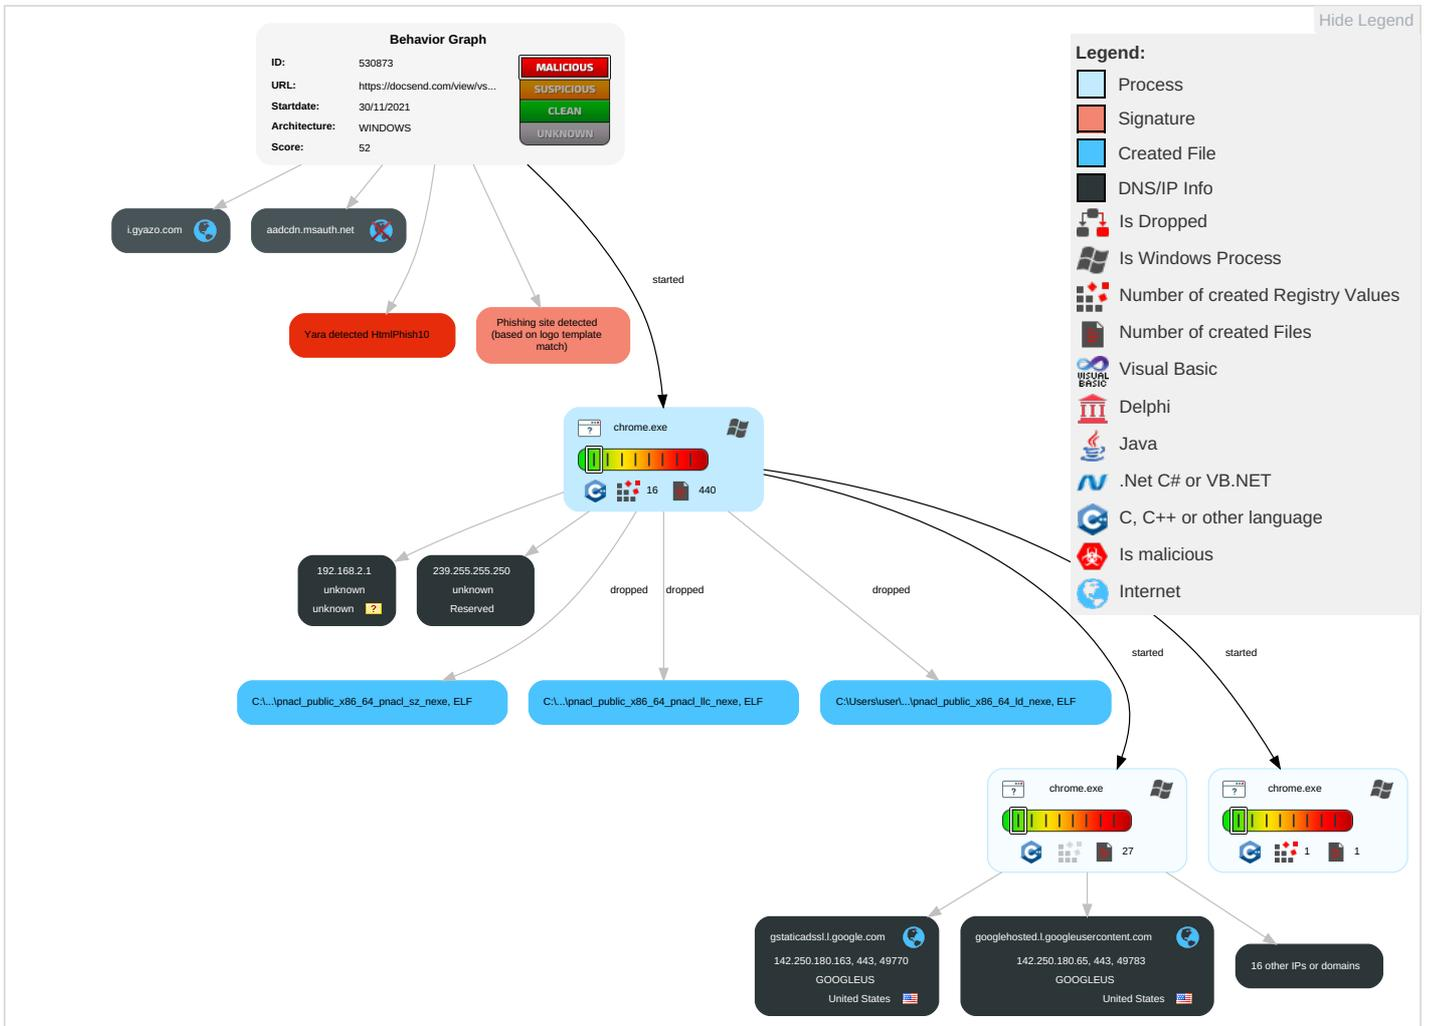 Hide Legend
Behavior Graph
ID: 530873
URL: https://docsend.com/view/vs...
Startdate: 30/11/2021
Architecture: WINDOWS
Score: 52
MALICIOUS
SUSPICIOUS
CLEAN
UNKNOWN
Legend:
Process
Signature
Created File
DNS/IP Info
Is Dropped
Is Windows Process
Number of created Registry Values
Number of created Files
VISUAL
BASIC
Visual Basic
Delphi
Java
.Net C# or VB.NET
C, C++ or other language
Is malicious
Internet
i.gyazo.com
aadcdn.msauth.net
started
Yara detected HtmlPhish10
Phishing site detected
(based on logo template
match)
chrome.exe
16 440
192.168.2.1
unknown
unknown
239.255.255.250
unknown
Reserved
dropped
dropped
dropped
C:\...\pnacl_public_x86_64_pnacl_sz_nexe, ELF
C:\...\pnacl_public_x86_64_pnacl_llc_nexe, ELF
C:\Users\user\...\pnacl_public_x86_64_ld_nexe, ELF
started
started
chrome.exe
27
chrome.exe
1 1
gstaticadssl.l.google.com
142.250.180.163, 443, 49770
GOOGLEUS
United States
googlehosted.l.googleusercontent.com
142.250.180.65, 443, 49783
GOOGLEUS
United States
16 other IPs or domains